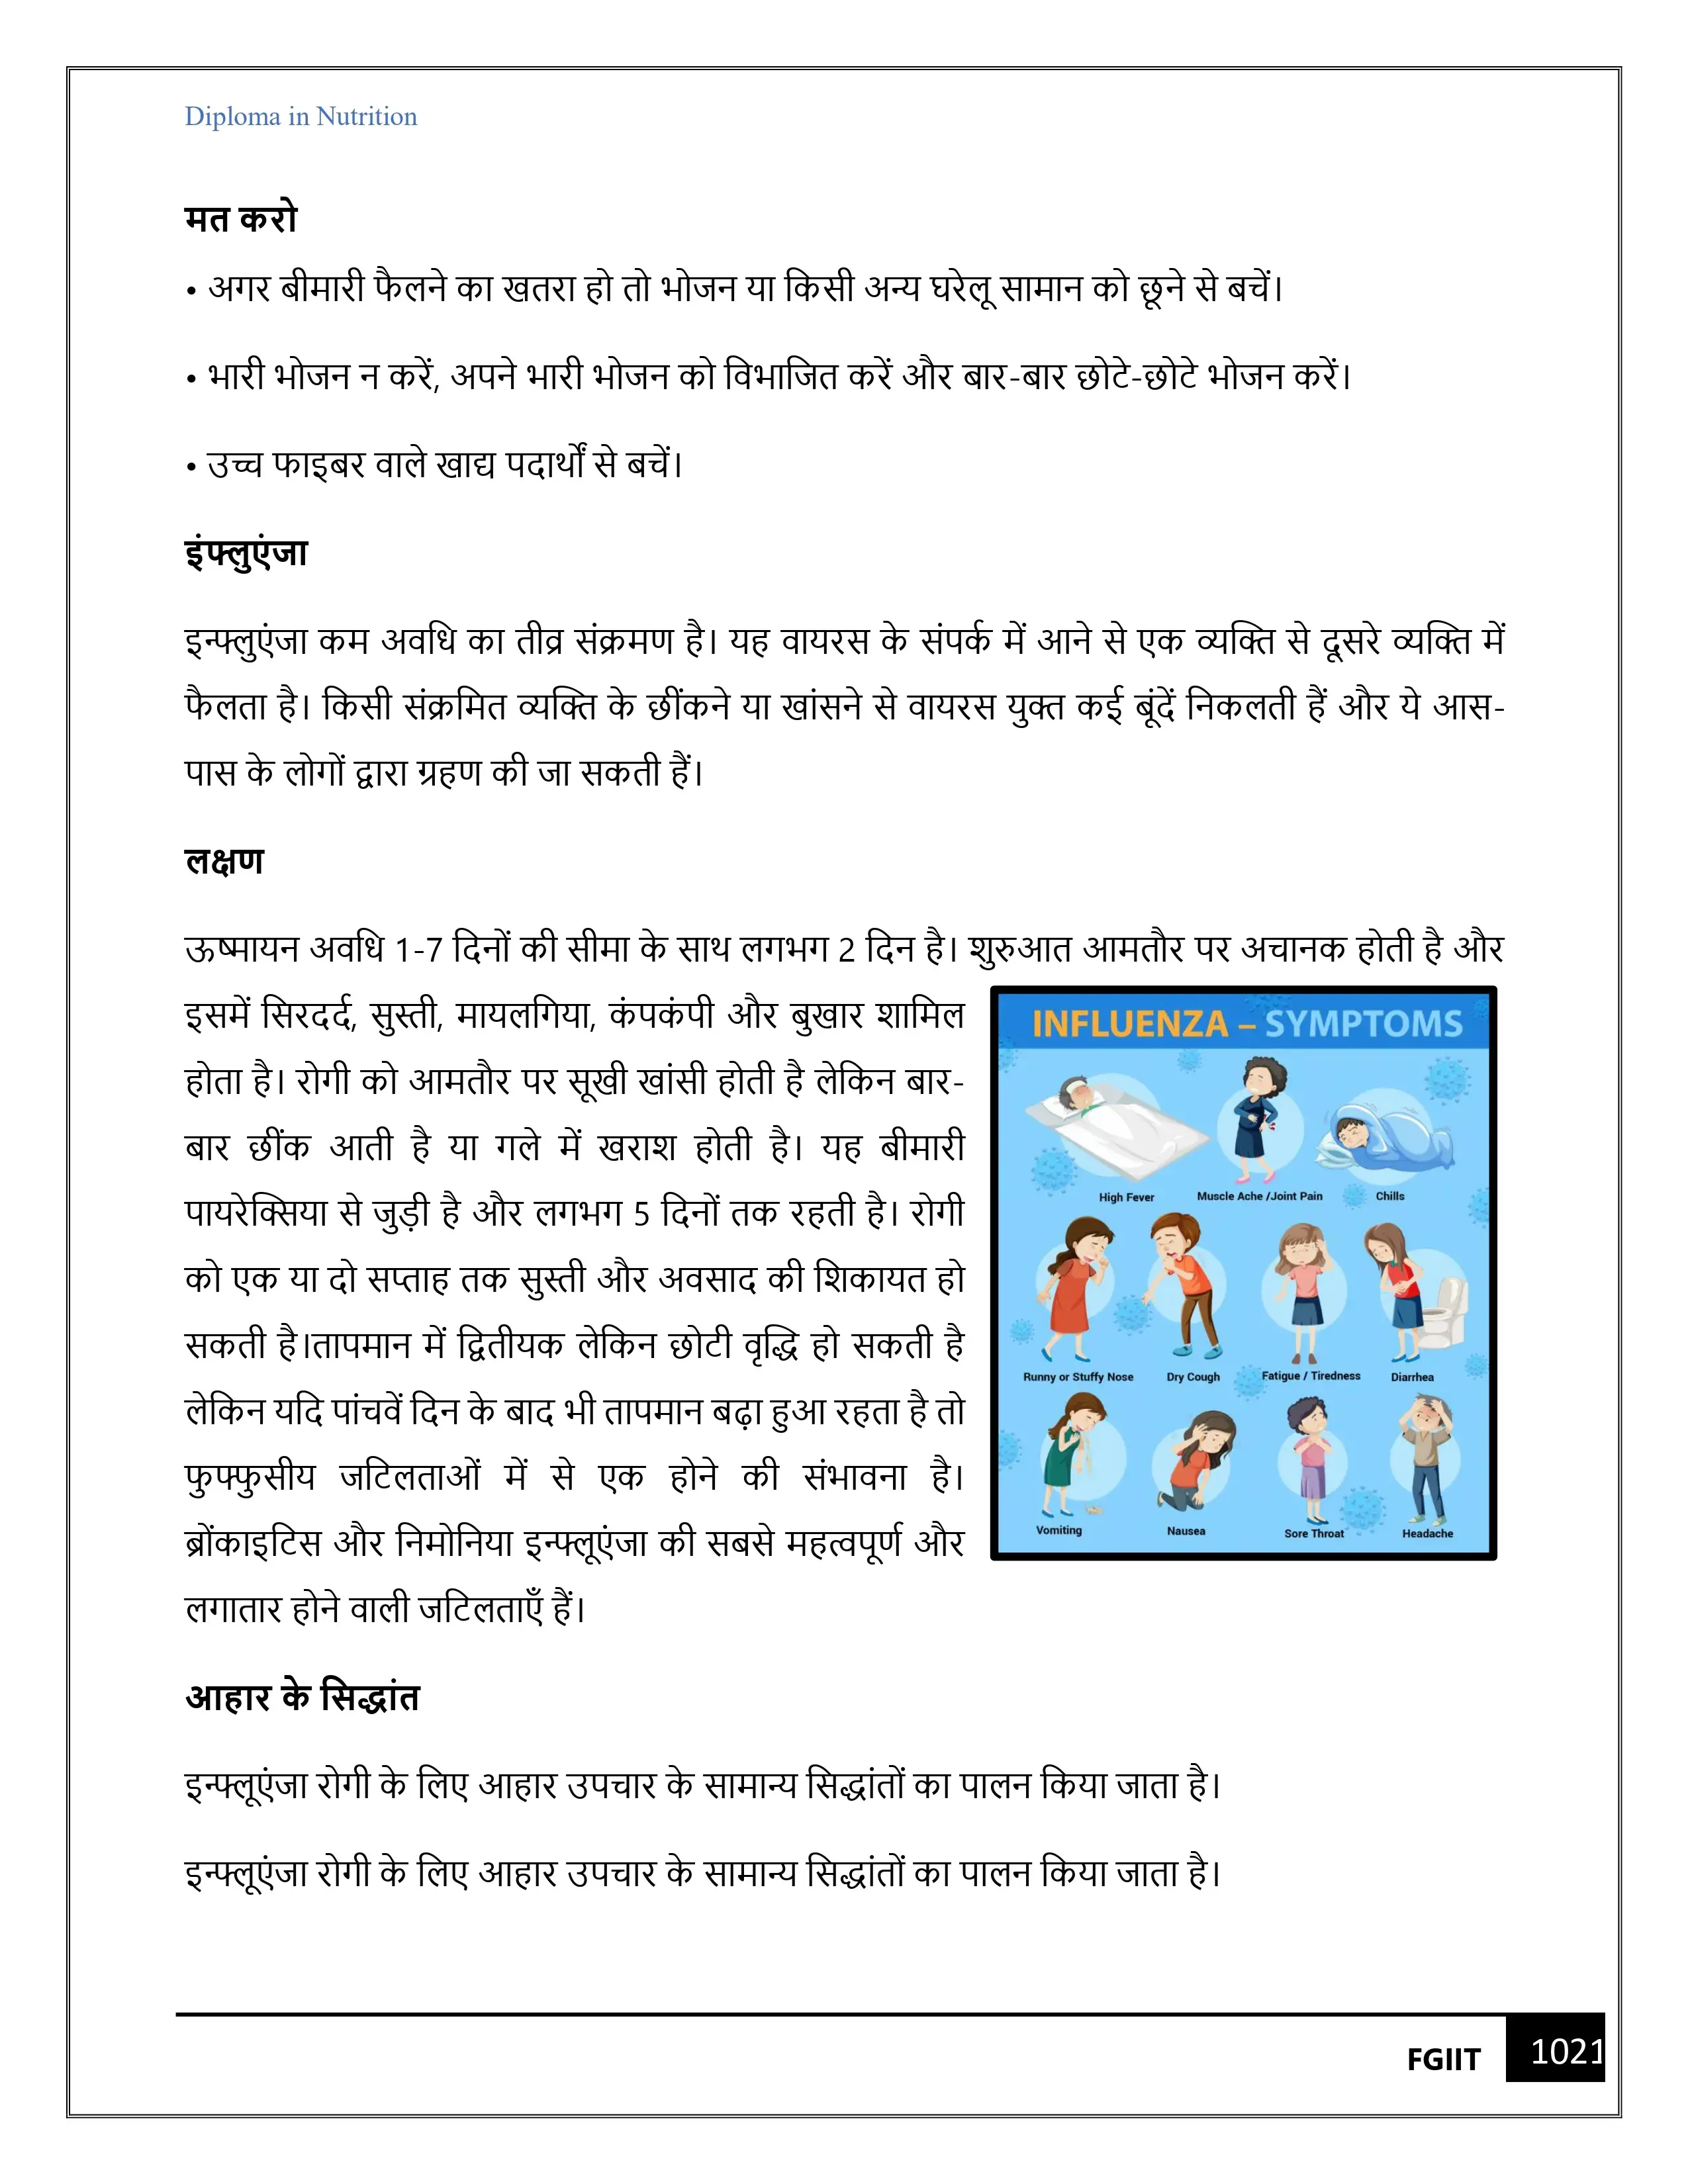 Diploma in Nutrition
मत करो
• अगर बीमारी फैलने का खतरा हो तो भोजन या किसी अन्य घरेलू सामान को छूने से बचें।
• भारी भोजन न करें, अपने भारी भोजन को विभाजित करें और बार-बार छोटे-छोटे भोजन करें।
• उच्च फाइबर वाले खाद्य पदार्थों से बचें।
इंफ्लुएंजा
इन्फ्लुएंजा कम अवधि का तीव्र संक्रमण है। यह वायरस के संपर्क में आने से एक व्यक्ति से दूसरे व्यक्ति में
फैलता है। किसी संक्रमित व्यक्ति के छींकने या खांसने से वायरस युक्त कई बूंदें निकलती हैं और ये आस-
पास के लोगों द्वारा ग्रहण की जा सकती हैं।
लक्षण
ऊष्मायन अवधि 1-7 दिनों की सीमा के साथ लगभग 2 दिन है। शुरुआत आमतौर पर अचानक होती है और
इसमें सिरदर्द, सुस्ती, मायलगिया, कंपकंपी और बुखार शामिल
होता है। रोगी को आमतौर पर सूखी खांसी होती है लेकिन बार-
बार छींक आती है या गले में खराश होती है। यह बीमारी
पायरेक्सिया से जुड़ी है और लगभग 5 दिनों तक रहती है। रोगी
को एक या दो सप्ताह तक सुस्ती और अवसाद की शिकायत हो
सकती है।तापमान में द्वितीयक लेकिन छोटी वृद्धि हो सकती है
लेकिन यदि पांचवें दिन के बाद भी तापमान बढ़ा हुआ रहता है तो
फुफ्फुसीय जटिलताओं में से एक होने की संभावना है।
ब्रोंकाइटिस और निमोनिया इन्फ्लूएंजा की सबसे महत्वपूर्ण और
लगातार होने वाली जटिलताएँ हैं।
INFLUENZA – SYMPTOMS
High Fever Muscle Ache /Joint Pain Chills
Runny or Stuffy Nose Dry Cough Fatigue / Tiredness Diarrhea
Vomiting Nausea Sore Throat Headache
आहार के सिद्धांत
इन्फ्लूएंजा रोगी के लिए आहार उपचार के सामान्य सिद्धांतों का पालन किया जाता है।
इन्फ्लूएंजा रोगी के लिए आहार उपचार के सामान्य सिद्धांतों का पालन किया जाता है।
FGIIT 1021